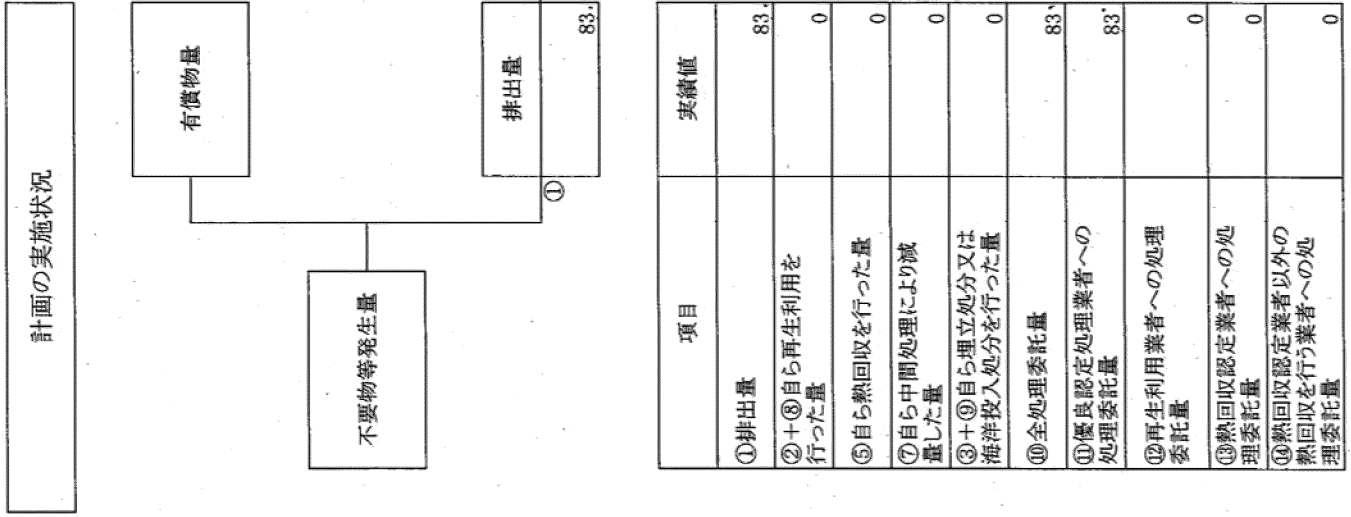 計画の実施状況
不要物等発生量
有償物量
排出量
①
83.
項目 実績値
①排出量 83.
②+⑧自ら再生利用を
行った量 0
⑤自ら熱回収を行った量 0
⑦自ら中間処理により減
量した量 0
③+⑨自ら埋立処分又は
海洋投入処分を行った量 0
⑩全処理委託量 83
⑪優良認定処理業者への
処理委託量 83
⑫再生利用業者への処理
委託量 0
⑬熱回収認定業者への処
理委託量 0
⑭熱回収認定業者以外の
熱回収を行う業者への処
理委託量 0